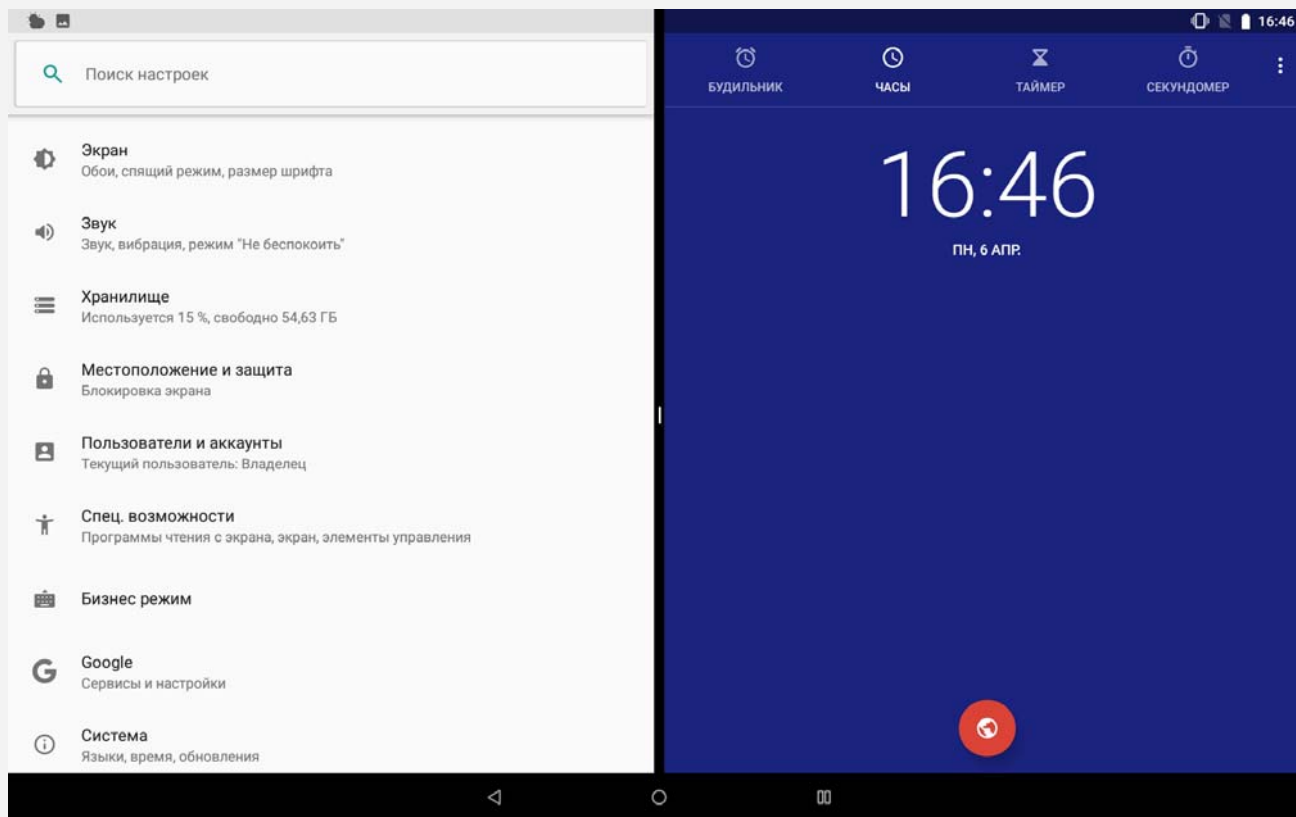 16:46
Поиск настроек
Экран
Обои, спящий режим, размер шрифта
Звук
Звук, вибрация, режим "Не беспокоить"
Хранилище
Используется 15 %, свободно 54,63 ГБ
Местоположение и защита
Блокировка экрана
Пользователи и аккаунты
Текущий пользователь: Владелец
Спец. возможности
Программы чтения с экрана, экран, элементы управления
Бизнес режим
Google
Сервисы и настройки
Система
Языки, время, обновления
БУДИЛЬНИК ЧАСЫ ТАЙМЕР СЕКУНДОМЕР
16:46
ПН, 6 АПР.